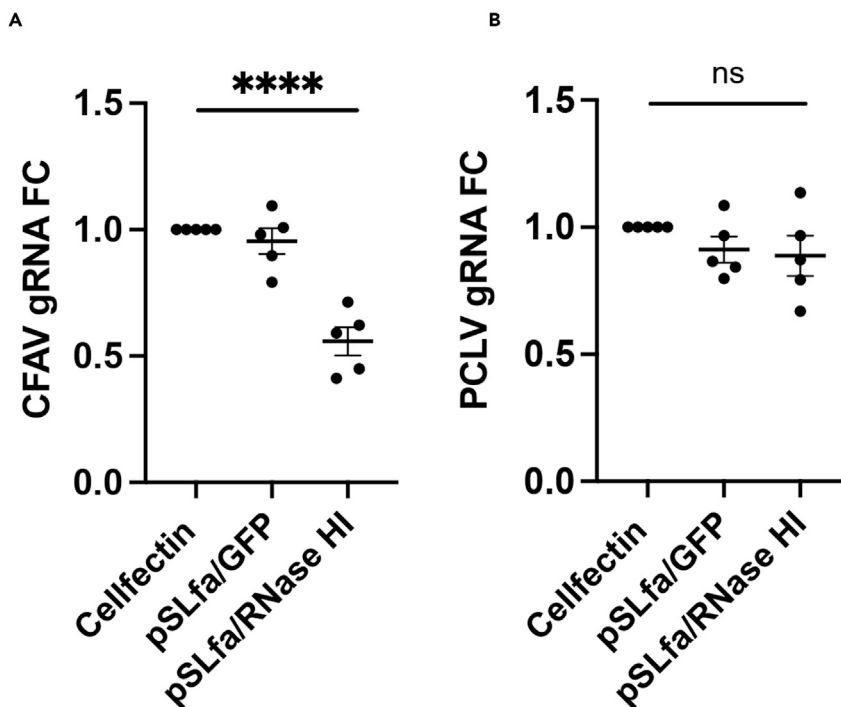 A
CFAV gRNA FC
****
1.5
1.0
0.5
0.0
Cellfectin
pSLfa/GFP
pSLfa/RNase HI
B
PCLV gRNA FC
ns
1.5
1.0
0.5
0.0
Cellfectin
pSLfa/GFP
pSLfa/RNase HI